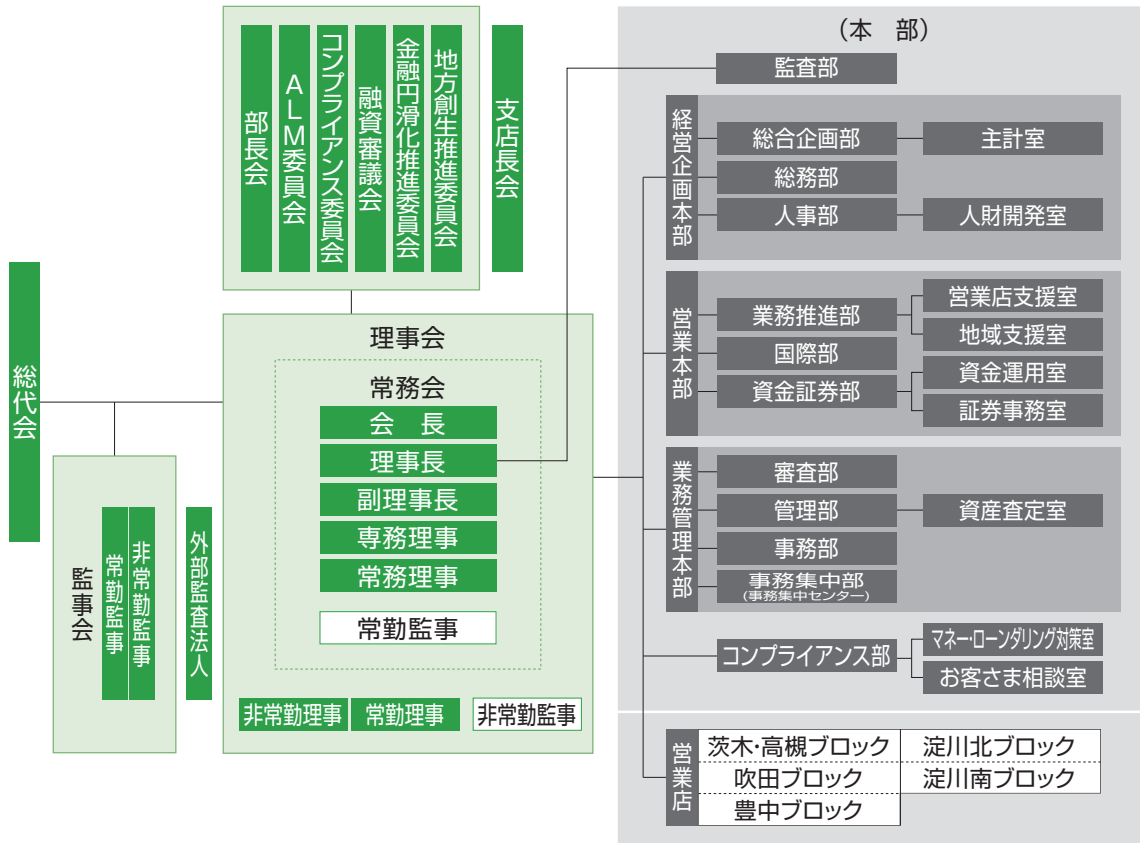 総代会
監事会
常勤監事
非常勤監事
外部監査法人
部長会
ALM委員会
コンプライアンス委員会
融資審議会
金融円滑化推進委員会
地方創生推進委員会
支店長会
理事会
常務会
会 長
理事長
副理事長
専務理事
常務理事
常勤監事
非常勤理事
常勤理事
非常勤監事
(本 部)
監査部
経営企画本部
総合企画部
主計室
総務部
人事部
人財開発室
営業本部
業務推進部
営業店支援室
地域支援室
国際部
資金証券部
資金運用室
証券事務室
業務管理本部
審査部
管理部
資産査定室
事務部
事務集中部
(事務集中センター)
コンプライアンス部
マネー・ローンダリング対策室
お客さま相談室
営業店
茨木・高槻ブロック
淀川北ブロック
吹田ブロック
淀川南ブロック
豊中ブロック